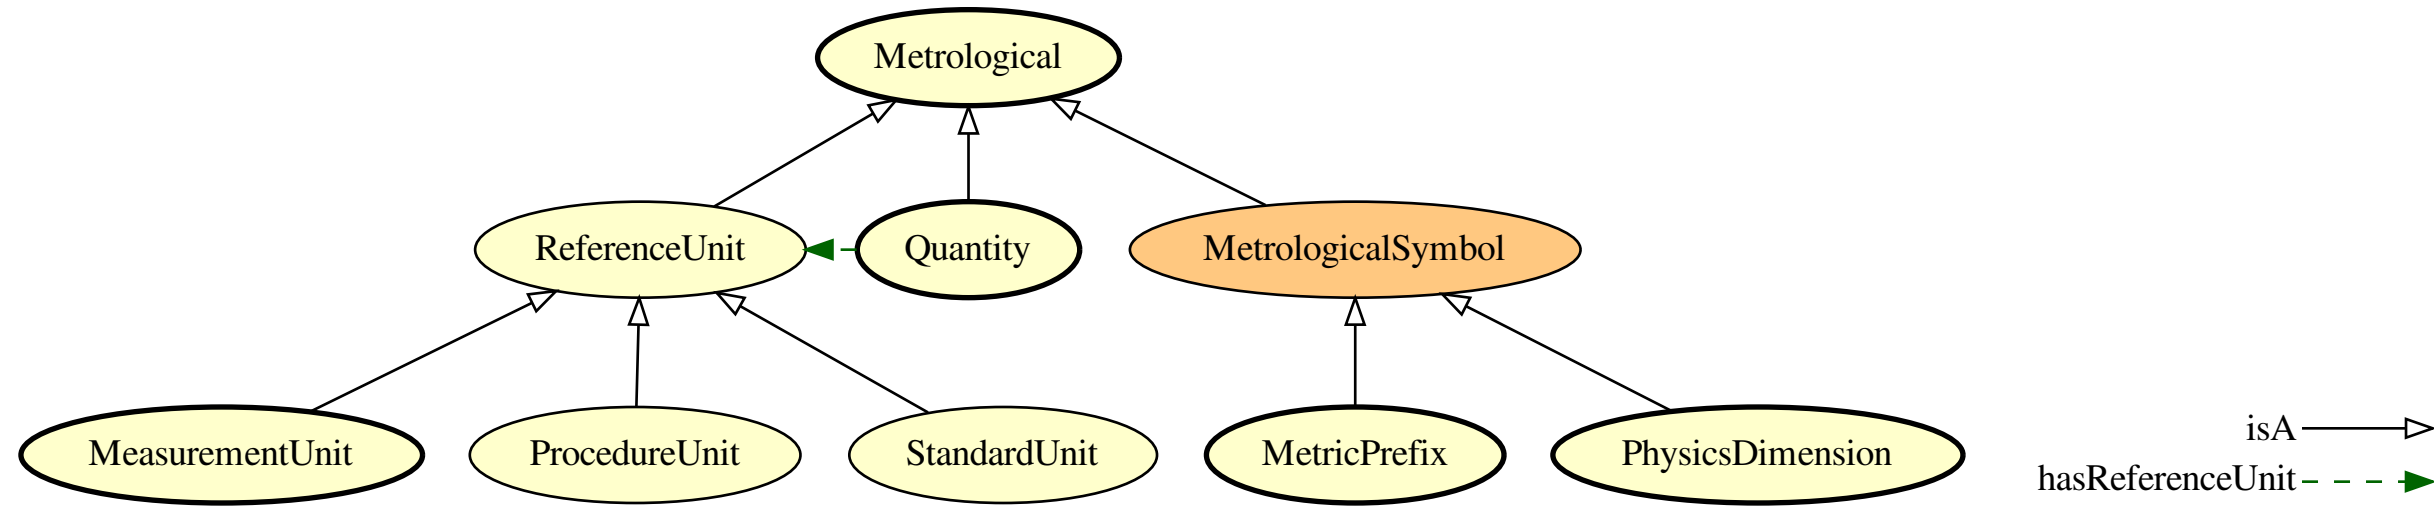 Metrological
ReferenceUnit
Quantity
MetrologicalSymbol
MeasurementUnit
ProcedureUnit
StandardUnit
MetricPrefix
PhysicsDimension
isA
hasReferenceUnit